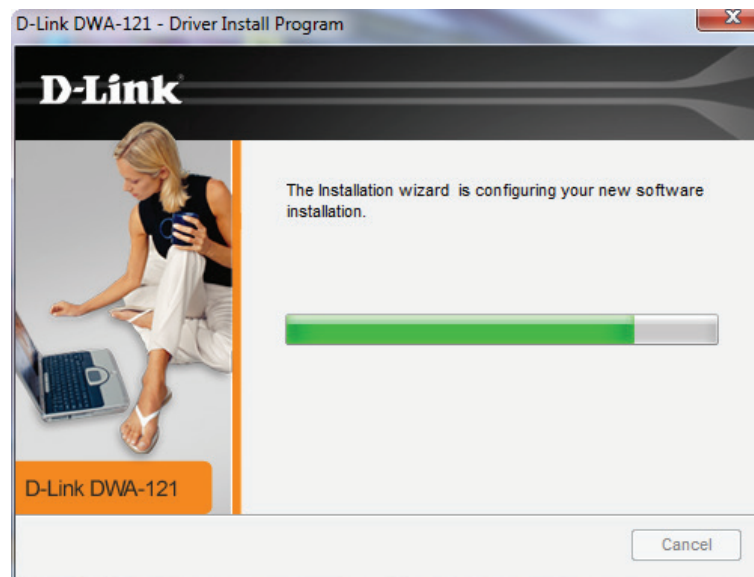 D-Link DWA-121 - Driver Install Program
D-Link
The Installation wizard is configuring your new software
installation.
D-Link DWA-121
Cancel